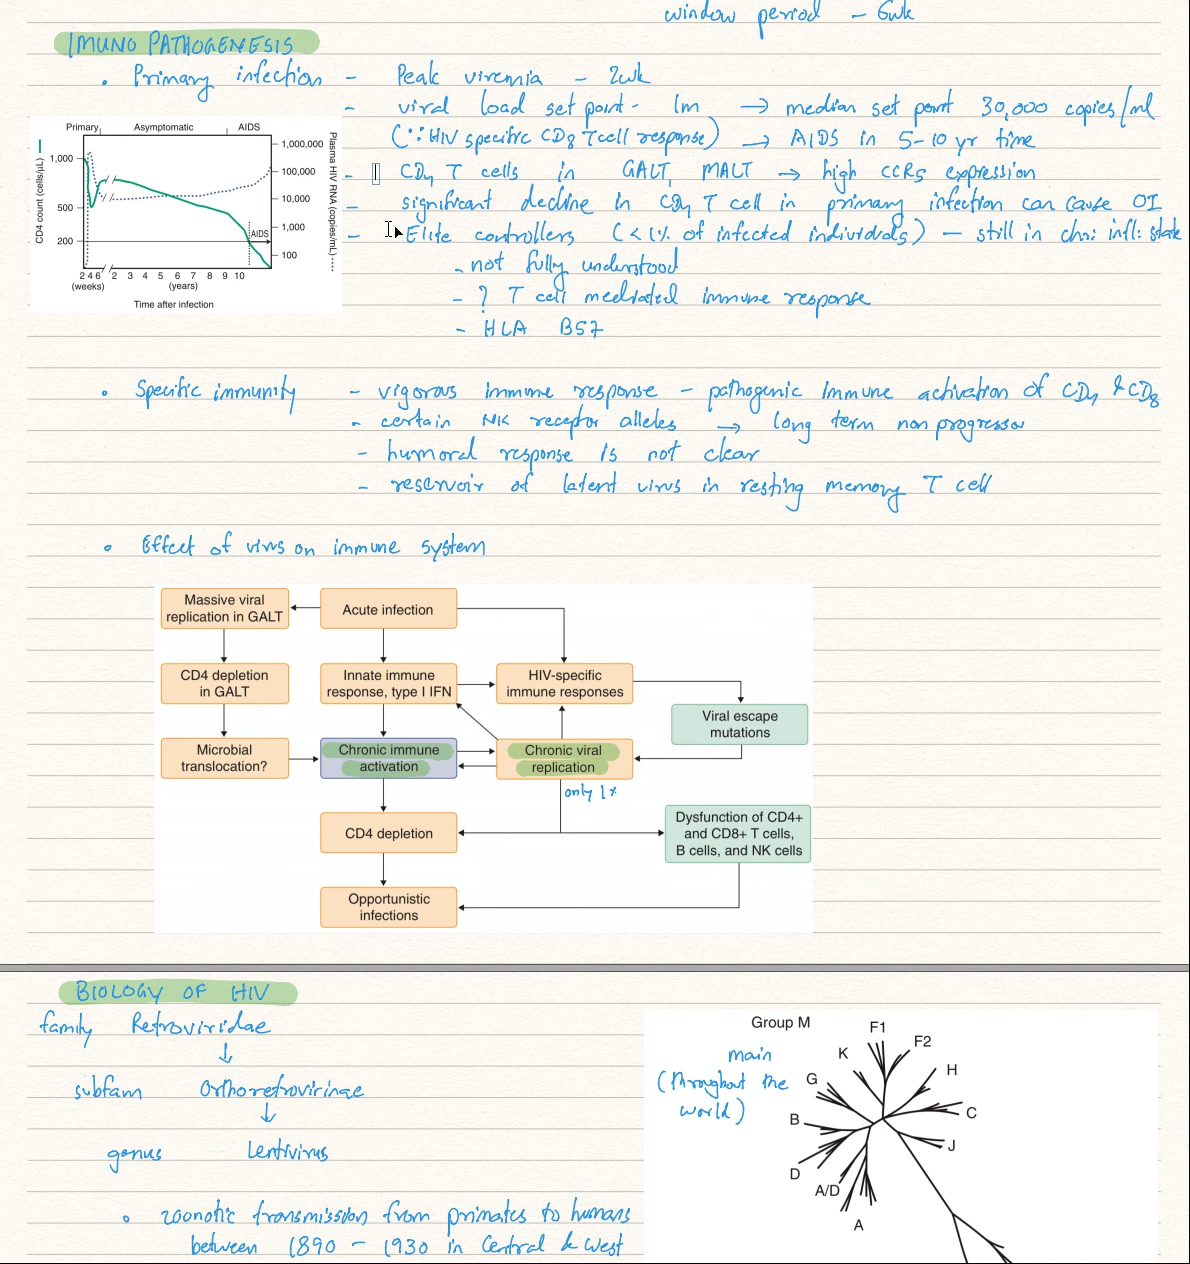 window period - 6wk
IMUNO PATHOGENESIS
• Primary infection - Peak viremia - 2wk
- viral load set point - 1m → median set point 30,000 copies/ml
(∵ HIV specific CD8 T cell response) → AIDS in 5-10 yr time
- CD4 T cells in GALT, MALT → high CCR5 expression
- significant decline in CD4 T cell in primary infection can cause OI
- Elite controllers (<1% of infected individuals) - still in chr: infl: state
- not fully understood
- ? T cell mediated immune response
- HLA B57
Primary Asymptomatic AIDS
CD4 count (cells/μL)
1,000
500
200
1,000,000
100,000
10,000
1,000
100
Plasma HIV RNA (copies/mL)
AIDS
2 4 6 2 3 4 5 6 7 8 9 10
(weeks) (years)
Time after infection
• Specific immunity - vigorous immune response - pathogenic immune activation of CD4 & CD8
- certain NK receptor alleles → long term non progressor
- humoral response is not clear
- reservoir of latent virus in resting memory T cell
• Effect of virus on immune system
Massive viral
replication in GALT
Acute infection
CD4 depletion
in GALT
Innate immune
response, type I IFN
HIV-specific
immune responses
Viral escape
mutations
Microbial
translocation?
Chronic immune
activation
Chronic viral
replication
only 1%
CD4 depletion
Dysfunction of CD4+
and CD8+ T cells,
B cells, and NK cells
Opportunistic
infections
BIOLOGY OF HIV
family Retroviridae
↓
subfam Orthoretrovirinae
↓
genus Lentivirus
• zoonotic transmission from primates to humans
between 1890 - 1930 in Central & West
Group M
main
(throughout the
world)
F1
F2
K
H
G
C
B
J
D
A/D
A